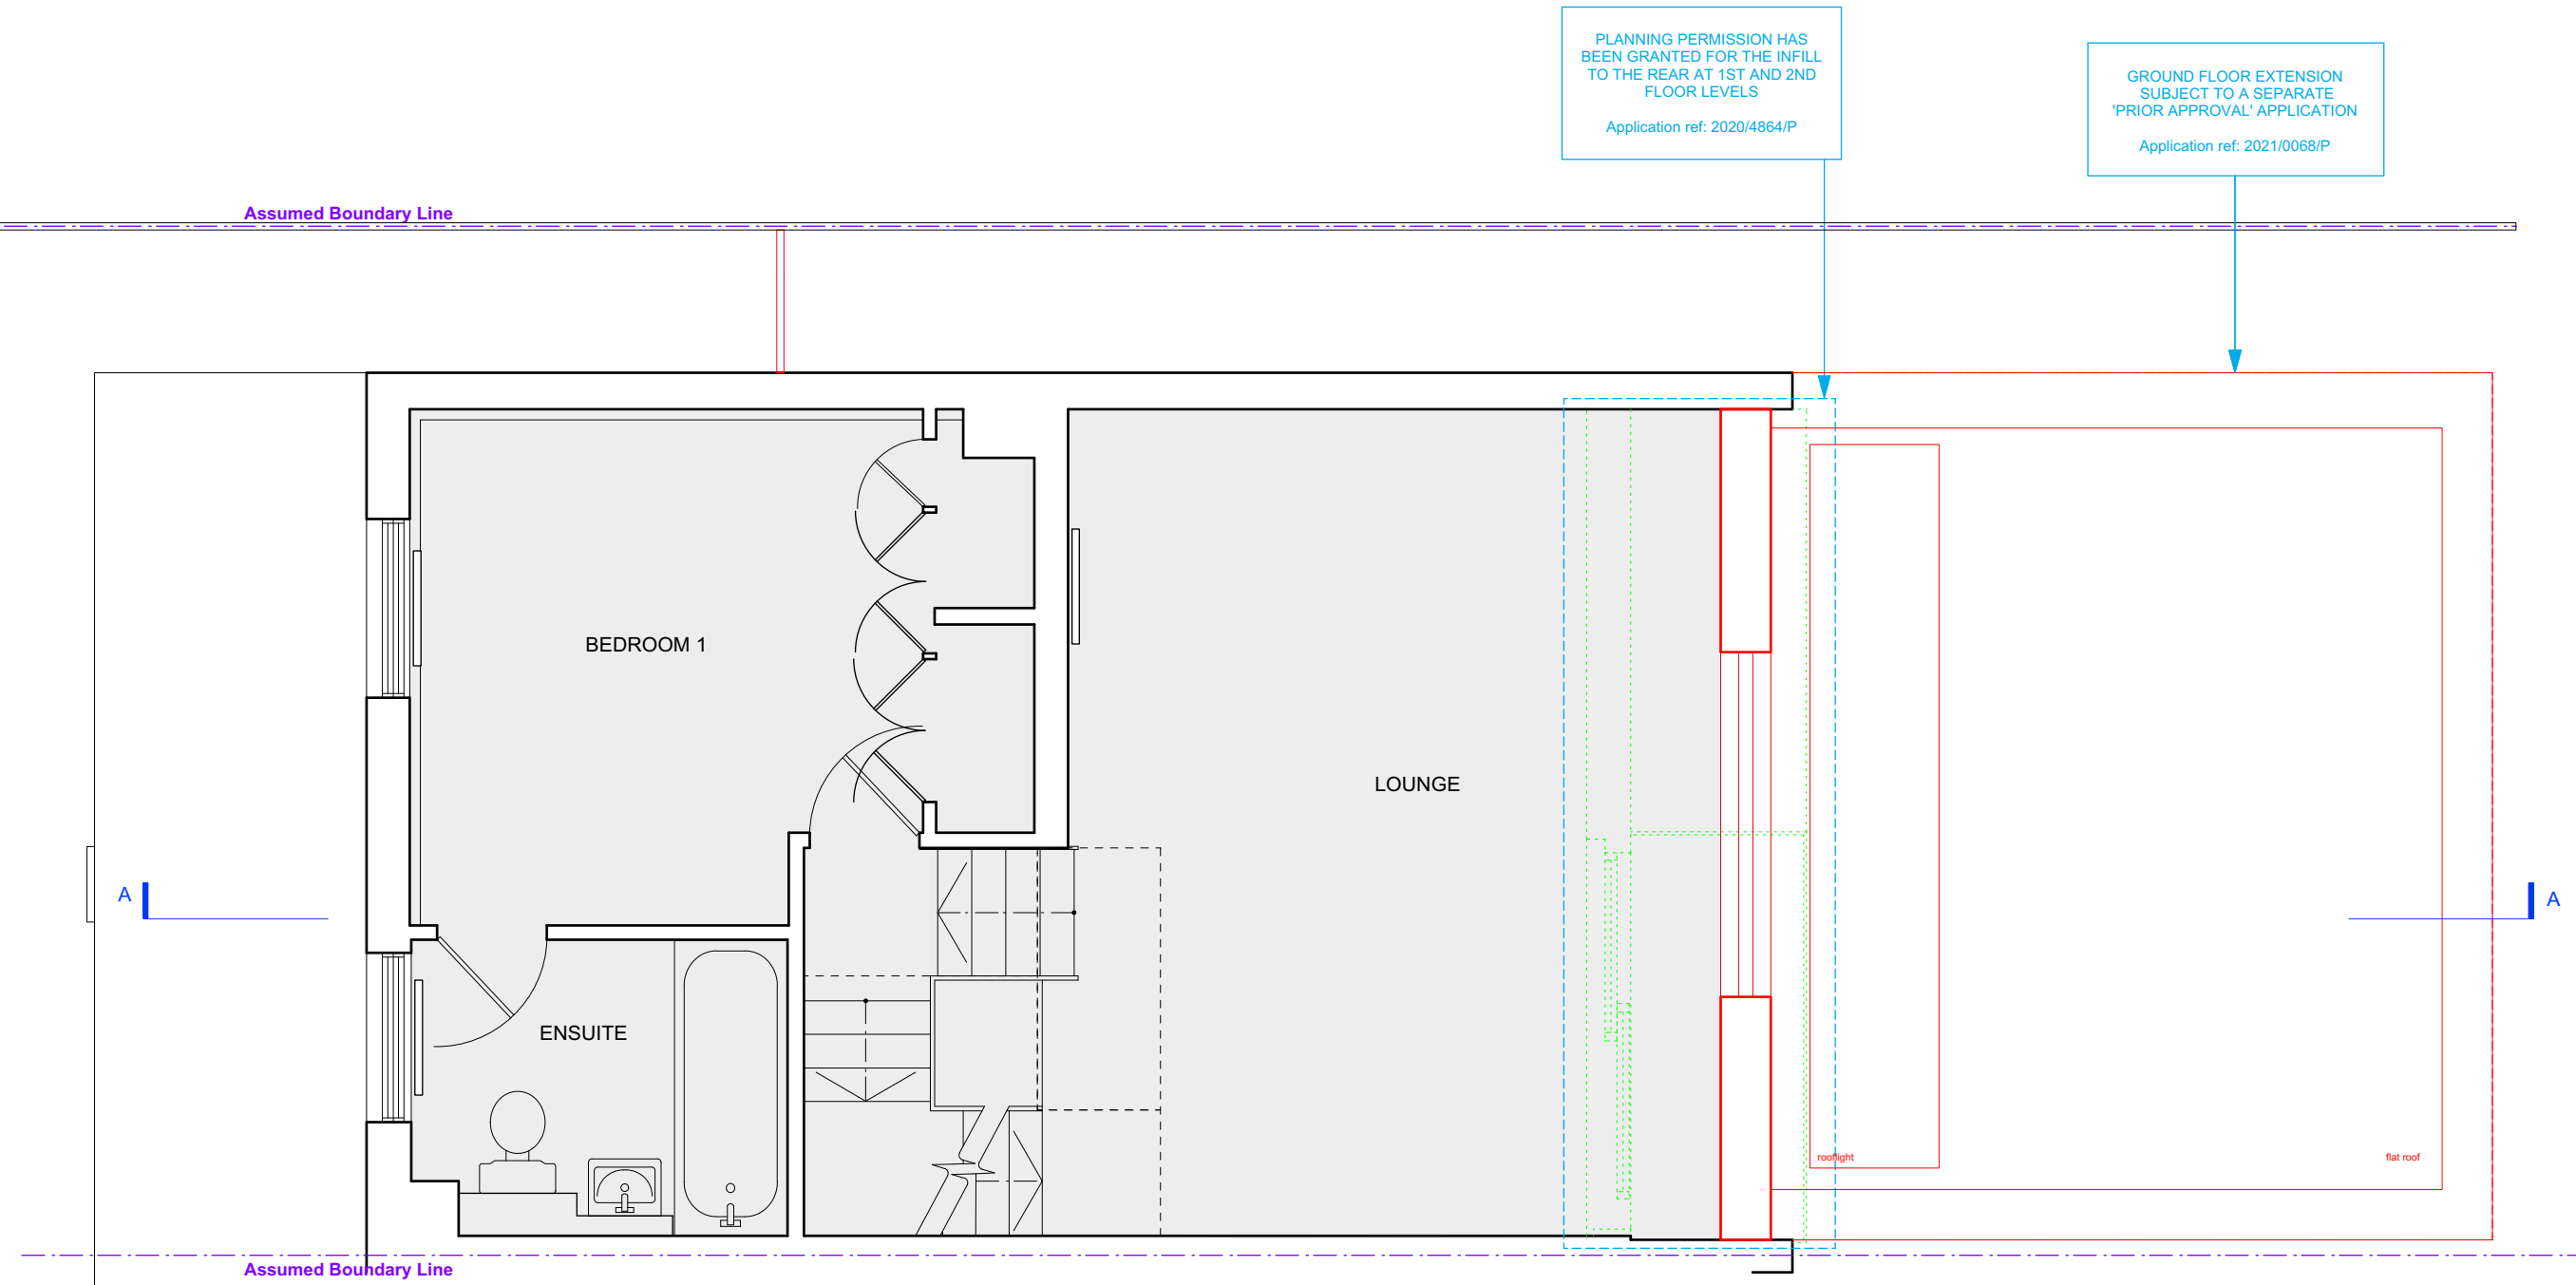 PLANNING PERMISSION HAS
BEEN GRANTED FOR THE INFILL
TO THE REAR AT 1ST AND 2ND
FLOOR LEVELS
Application ref: 2020/4864/P
GROUND FLOOR EXTENSION
SUBJECT TO A SEPARATE
'PRIOR APPROVAL' APPLICATION
Application ref: 2021/0068/P
Assumed Boundary Line
BEDROOM 1
LOUNGE
A
A
ENSUITE
rooflight
flat roof
Assumed Boundary Line